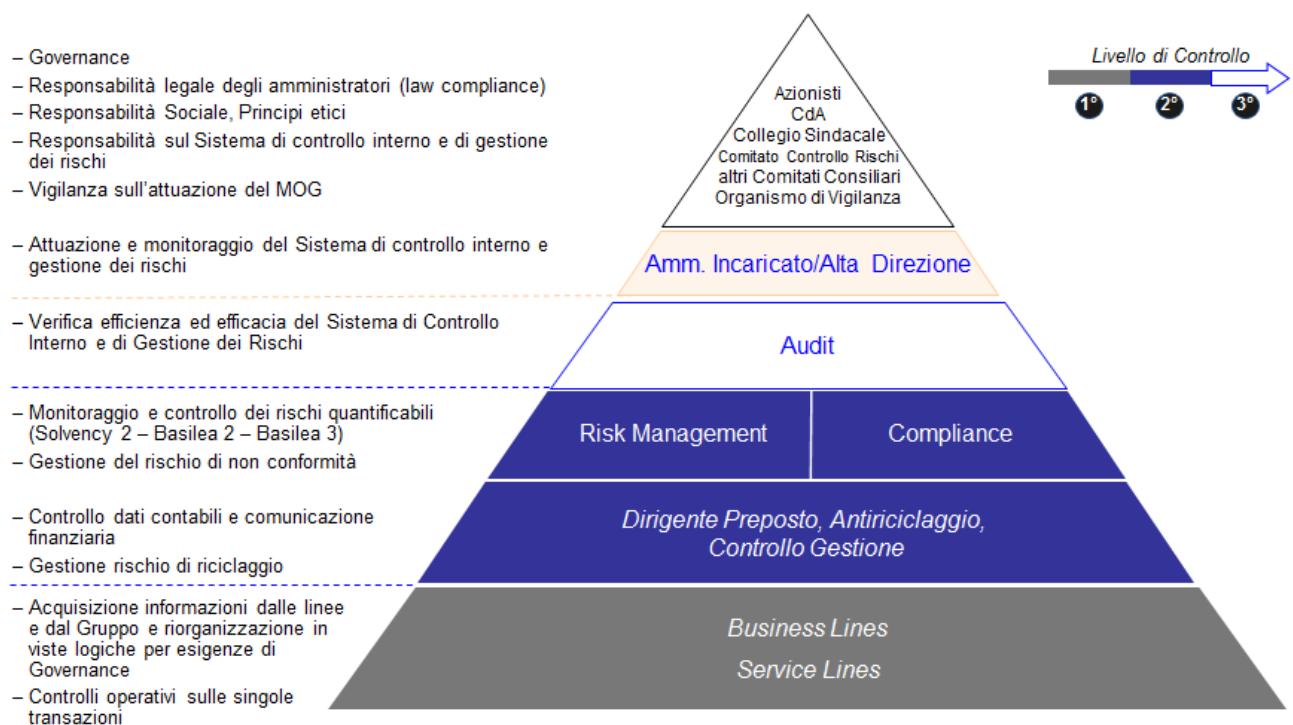 – Governance
– Responsabilità legale degli amministratori (law compliance)
– Responsabilità Sociale, Principi etici
– Responsabilità sul Sistema di controllo interno e di gestione
dei rischi
– Vigilanza sull'attuazione del MOG
– Attuazione e monitoraggio del Sistema di controllo interno e
gestione dei rischi
– Verifica efficienza ed efficacia del Sistema di Controllo
Interno e di Gestione dei Rischi
– Monitoraggio e controllo dei rischi quantificabili
(Solvency 2 – Basilea 2 – Basilea 3)
– Gestione del rischio di non conformità
– Controllo dati contabili e comunicazione
finanziaria
– Gestione rischio di riciclaggio
– Acquisizione informazioni dalle linee
e dal Gruppo e riorganizzazione in
viste logiche per esigenze di
Governance
– Controlli operativi sulle singole
transazioni
Azionisti
CdA
Collegio Sindacale
Comitato Controllo Rischi
altri Comitati Consiliari
Organismo di Vigilanza
Amm. Incaricato/Alta Direzione
Audit
Risk Management
Compliance
Dirigente Preposto, Antiriciclaggio,
Controllo Gestione
Business Lines
Service Lines
Livello di Controllo
1° 2° 3°